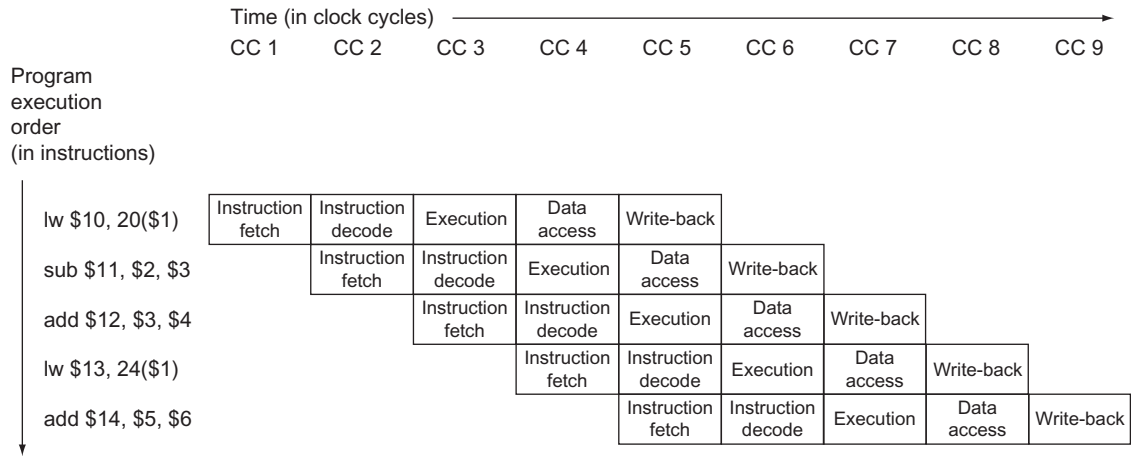 Time (in clock cycles)
CC 1 CC 2 CC 3 CC 4 CC 5 CC 6 CC 7 CC 8 CC 9
Program
execution
order
(in instructions)
lw $10, 20($1)
Instruction
fetch
Instruction
decode
Execution
Data
access
Write-back
sub $11, $2, $3
Instruction
fetch
Instruction
decode
Execution
Data
access
Write-back
add $12, $3, $4
Instruction
fetch
Instruction
decode
Execution
Data
access
Write-back
lw $13, 24($1)
Instruction
fetch
Instruction
decode
Execution
Data
access
Write-back
add $14, $5, $6
Instruction
fetch
Instruction
decode
Execution
Data
access
Write-back